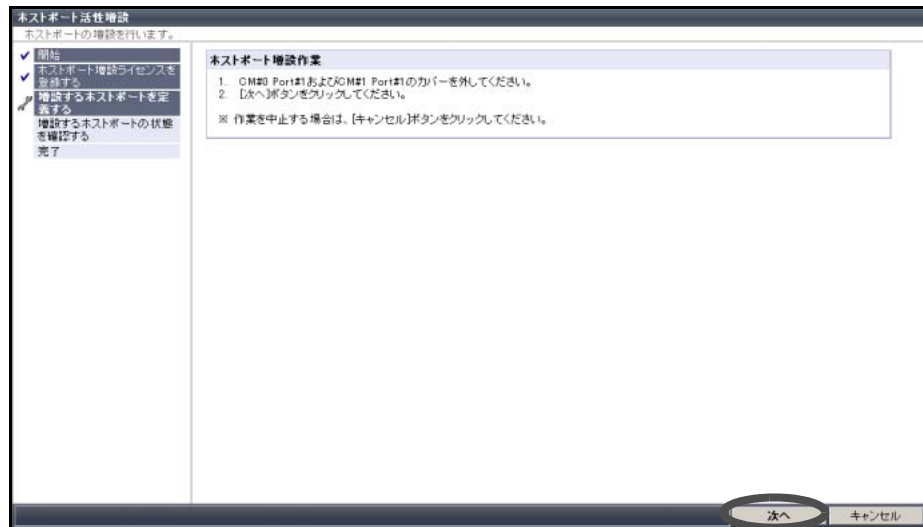 ホストポート活性増設
ホストポートの増設を行います。
開始
ホストポート増設ライセンスを
登録する
増設するホストポートを定
義する
増設するホストポートの状態
を確認する
完了
ホストポート増設作業
1. CM#0 Port#1およびCM#1 Port#1のカバーを外してください。
2. [次へ]ボタンをクリックしてください。
※ 作業を中止する場合は、[キャンセル]ボタンをクリックしてください。
次へ
キャンセル